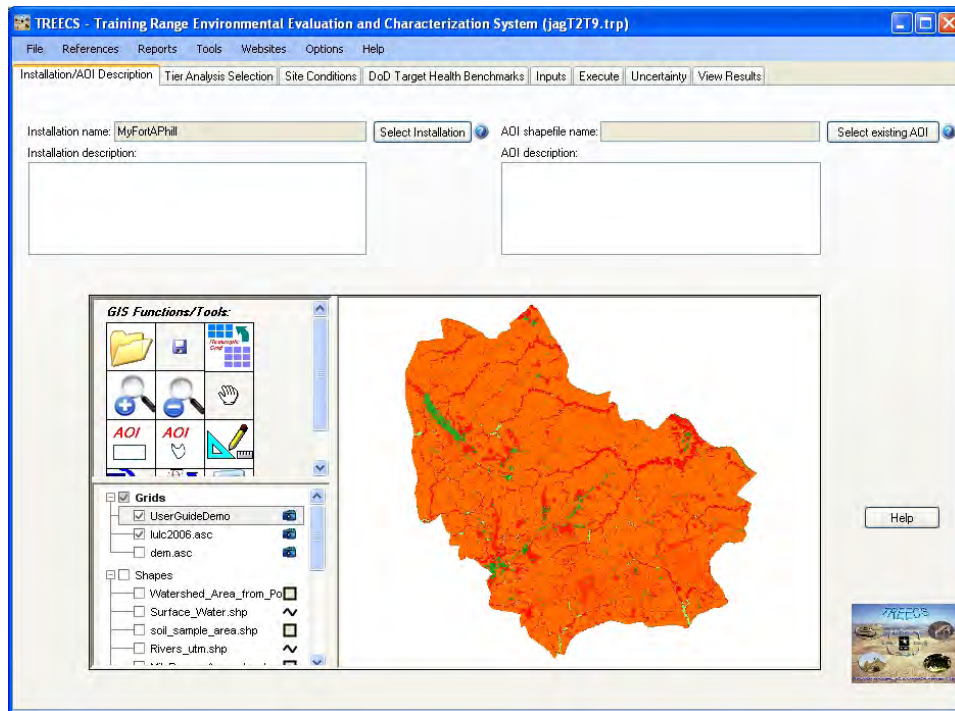 TREECS - Training Range Environmental Evaluation and Characterization System (jagT2T9.trp)
File References Reports Tools Websites Options Help
Installation/AOI Description Tier Analysis Selection Site Conditions DoD Target Health Benchmarks Inputs Execute Uncertainty View Results
Installation name: MyFortAPhill Select Installation ? AOI shapefile name: Select existing AOI ?
Installation description: AOI description:
GIS Functions/Tools:
AOI AOI
Grids
UserGuideDemo
lulc2006.asc
dem.asc
Shapes
Watershed_Area_from_Po
Surface_Water.shp
soil_sample_area.shp
Rivers_utm.shp
Help
TREECS